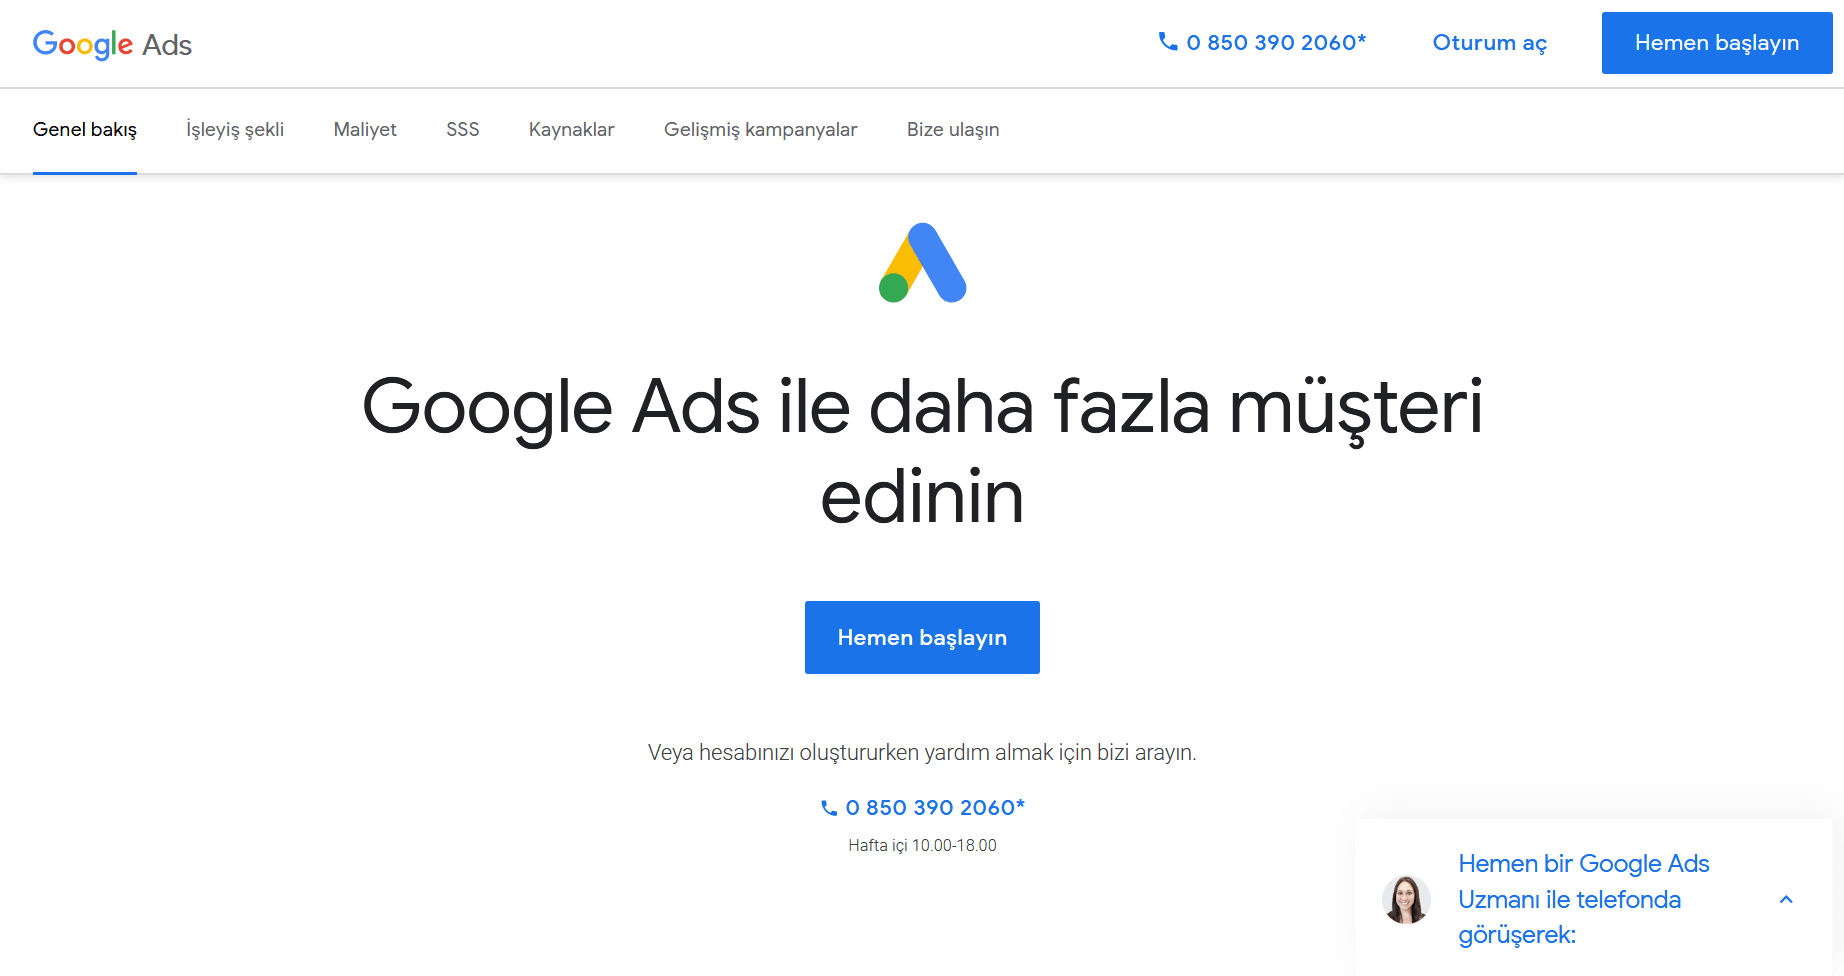 Google Ads
0 850 390 2060*
Oturum aç
Hemen başlayın
Genel bakış
İşleyiş şekli
Maliyet
SSS
Kaynaklar
Gelişmiş kampanyalar
Bize ulaşın
Google Ads ile daha fazla müşteri
edinin
Hemen başlayın
Veya hesabınızı oluştururken yardım almak için bizi arayın.
0 850 390 2060*
Hafta içi 10.00-18.00
Hemen bir Google Ads
Uzmanı ile telefonda
görüşerek: